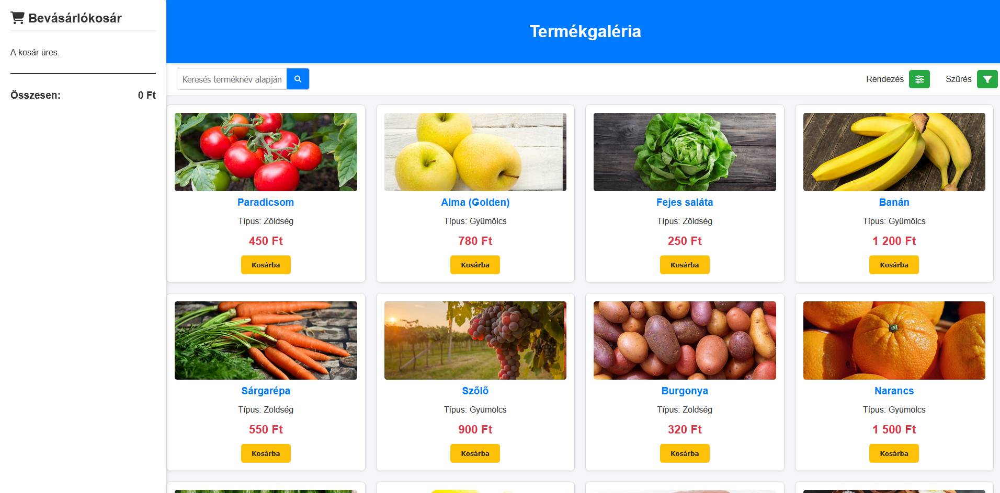 Bevásárlókosár
A kosár üres.
Összesen: 0 Ft
Termékgaléria
Keresés terméknév alapján
Rendezés
Szűrés
Paradicsom
Típus: Zöldség
450 Ft
Kosárba
Alma (Golden)
Típus: Gyümölcs
780 Ft
Kosárba
Fejes saláta
Típus: Zöldség
250 Ft
Kosárba
Banán
Típus: Gyümölcs
1 200 Ft
Kosárba
Sárgarépa
Típus: Zöldség
550 Ft
Kosárba
Szőlő
Típus: Gyümölcs
900 Ft
Kosárba
Burgonya
Típus: Zöldség
320 Ft
Kosárba
Narancs
Típus: Gyümölcs
1 500 Ft
Kosárba